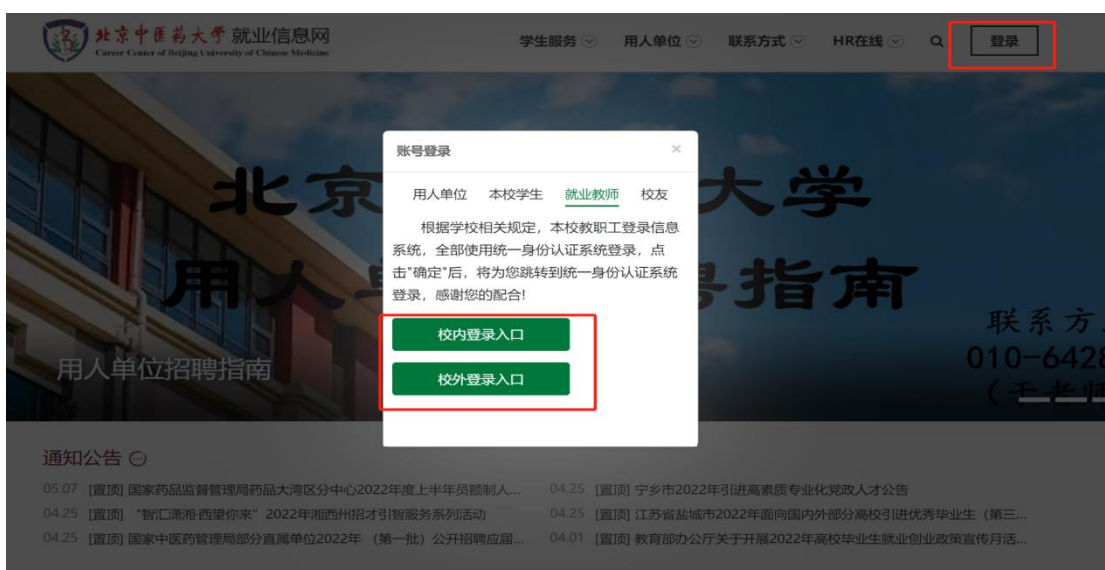 北京中医药大学 就业信息网
Career Center of Beijing University of Chinese Medicine
学生服务 用人单位 联系方式 HR在线 登录
账号登录 ×
用人单位 本校学生 就业教师 校友
根据学校相关规定，本校教职工登录信息
系统，全部使用统一身份认证系统登录，点
击"确定"后，将为您跳转到统一身份认证系统
登录，感谢您的配合!
校内登录入口
校外登录入口
北京 大学
用人 指南
联系方
010-6428
用人单位招聘指南
通知公告
05.07 [置顶] 国家药品监督管理局药品大湾区分中心2022年度上半年员额制人...
04.25 [置顶] 宁乡市2022年引进高素质专业化党政人才公告
04.25 [置顶] “智汇潇湘·西望你来”2022年湘西州招才引智服务系列活动
04.25 [置顶] 江苏省盐城市2022年面向国内外部分高校引进优秀毕业生（第三...
04.25 [置顶] 国家中医药管理局部分直属单位2022年 （第一批）公开招聘应届...
04.01 [置顶] 教育部办公厅关于开展2022年高校毕业生就业创业政策宣传月活...